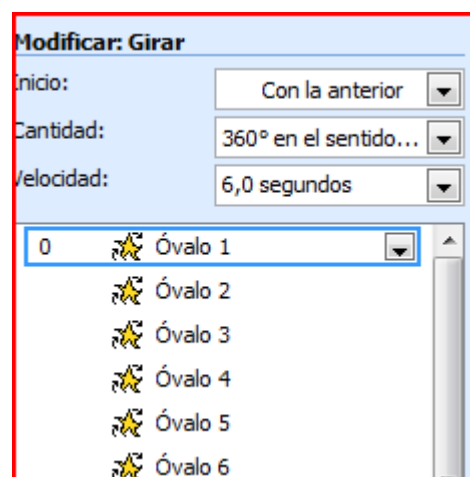 Modificar: Girar
Inicio:
Con la anterior
Cantidad:
360° en el sentido...
Velocidad:
6,0 segundos
0 Óvalo 1
Óvalo 2
Óvalo 3
Óvalo 4
Óvalo 5
Óvalo 6